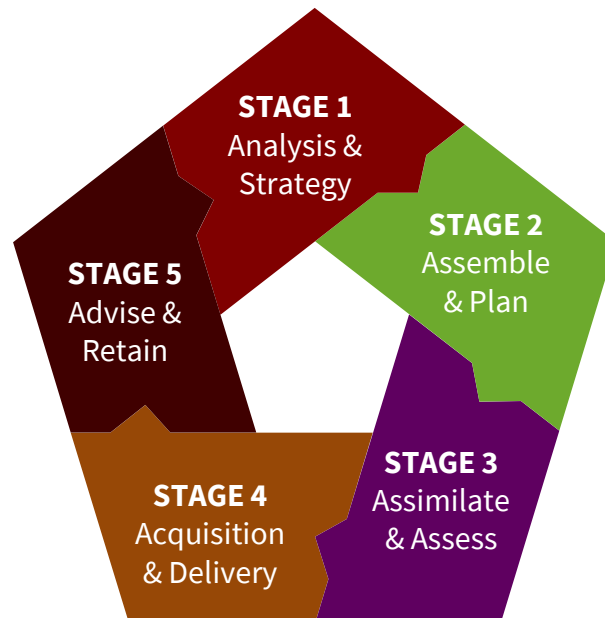 STAGE 1
Analysis &
Strategy
STAGE 2
Assemble
& Plan
STAGE 3
Assimilate
& Assess
STAGE 4
Acquisition
& Delivery
STAGE 5
Advise &
Retain